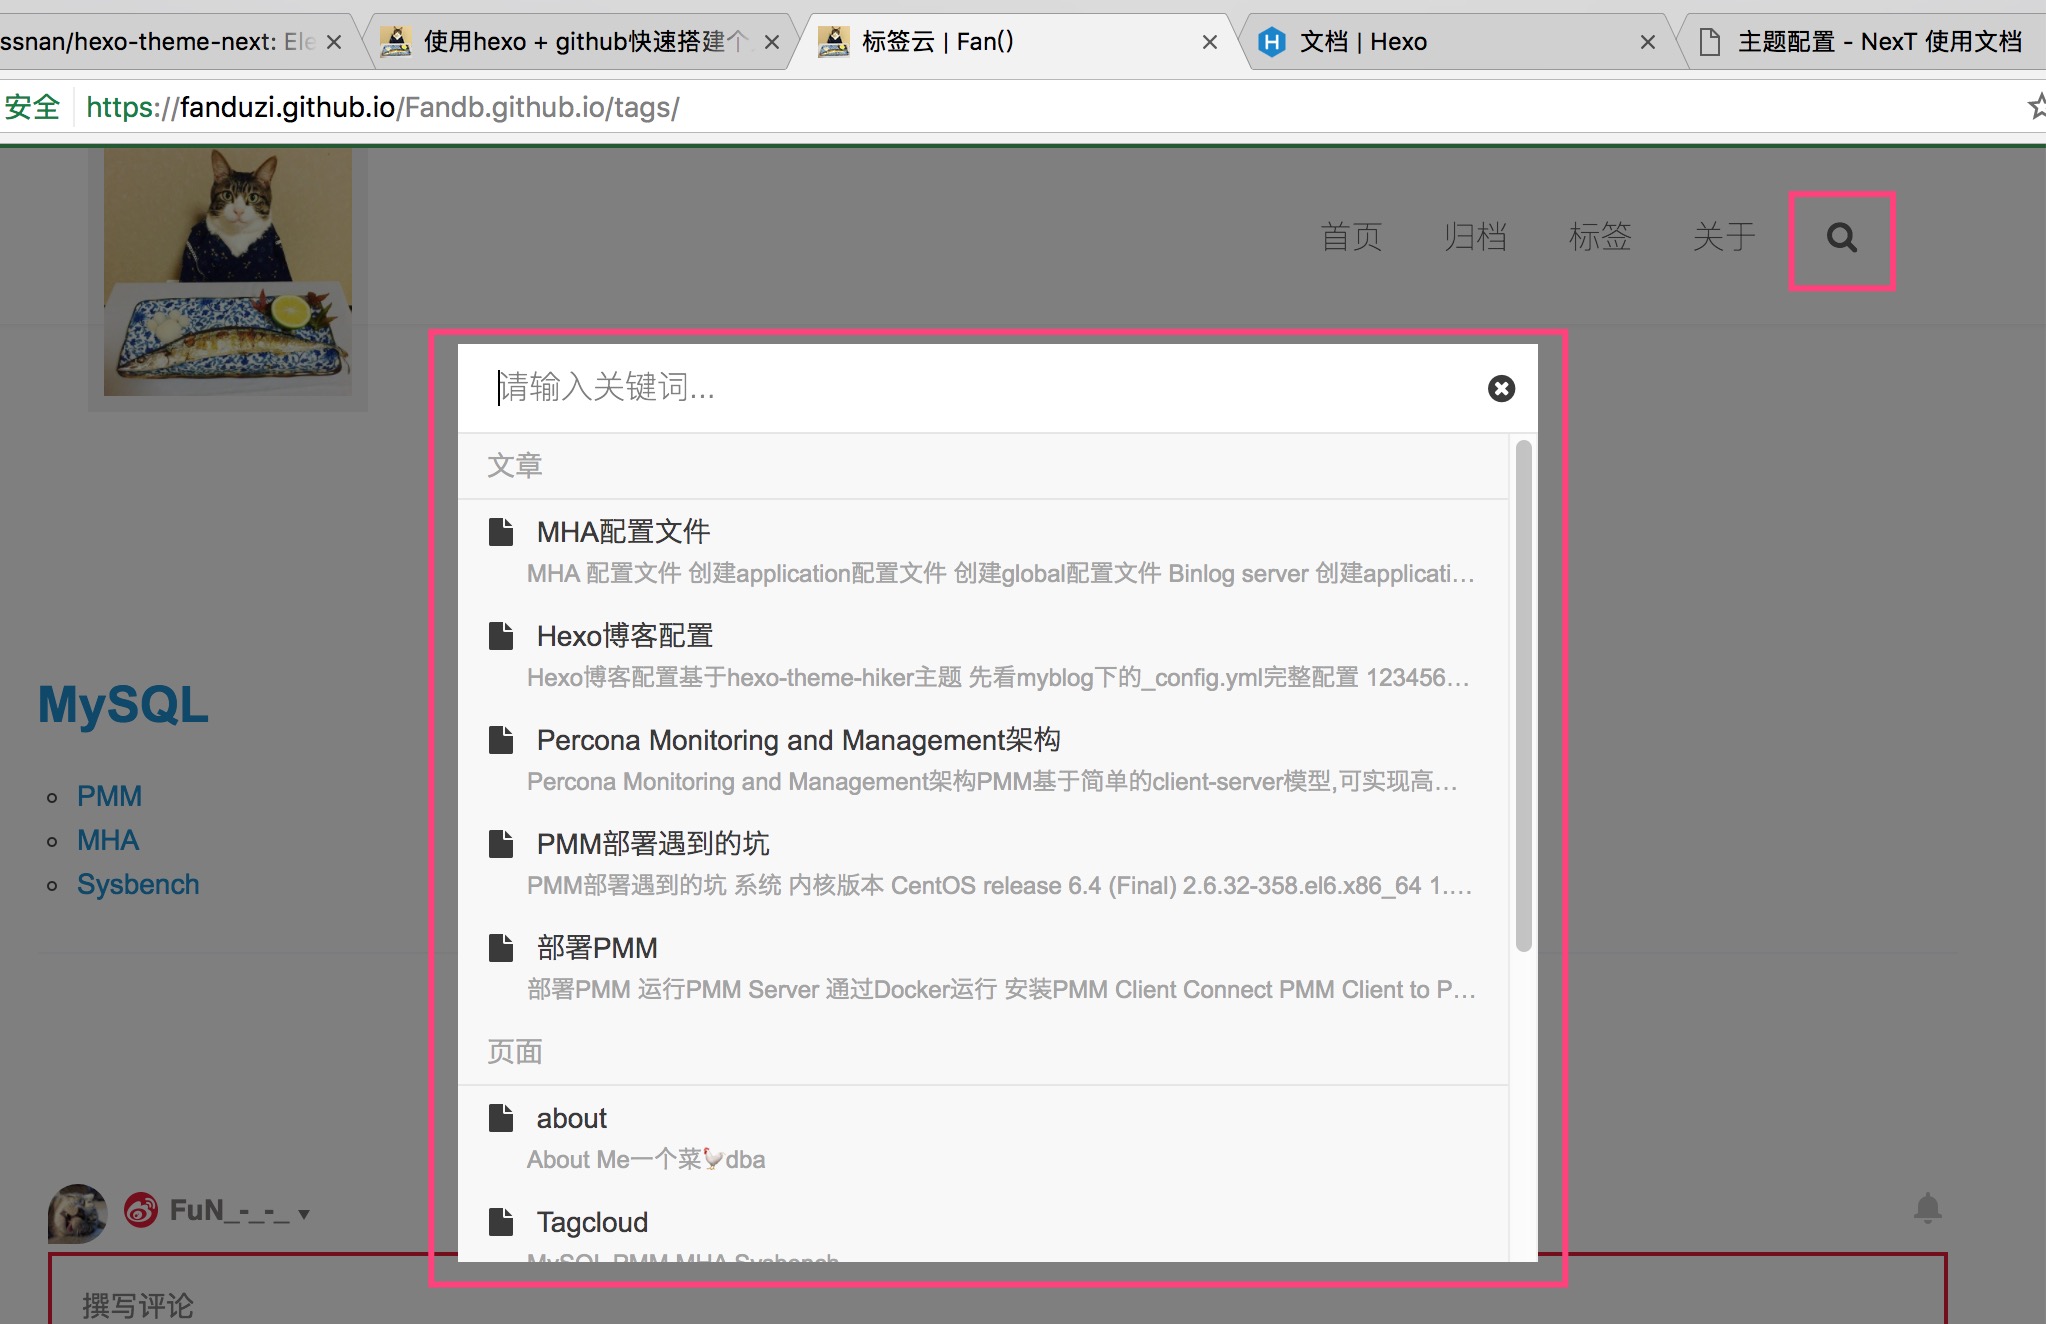 ssnan/hexo-theme-next: Ele
使用hexo + github快速搭建个
标签云 | Fan()
文档 | Hexo
主题配置 - NexT 使用文档
安全 https://fanduzi.github.io/Fandb.github.io/tags/
首页 归档 标签 关于
请输入关键词...
文章
MHA配置文件
MHA 配置文件 创建application配置文件 创建global配置文件 Binlog server 创建applicati...
Hexo博客配置
Hexo博客配置基于hexo-theme-hiker主题 先看myblog下的_config.yml完整配置 123456...
Percona Monitoring and Management架构
Percona Monitoring and Management架构PMM基于简单的client-server模型,可实现高...
PMM部署遇到的坑
PMM部署遇到的坑 系统 内核版本 CentOS release 6.4 (Final) 2.6.32-358.el6.x86_64 1....
部署PMM
部署PMM 运行PMM Server 通过Docker运行 安装PMM Client Connect PMM Client to P...
页面
about
About Me一个菜🐓dba
Tagcloud
MySQL PMM MHA Sysbench
MySQL
PMM
MHA
Sysbench
FuN_-_-_
撰写评论